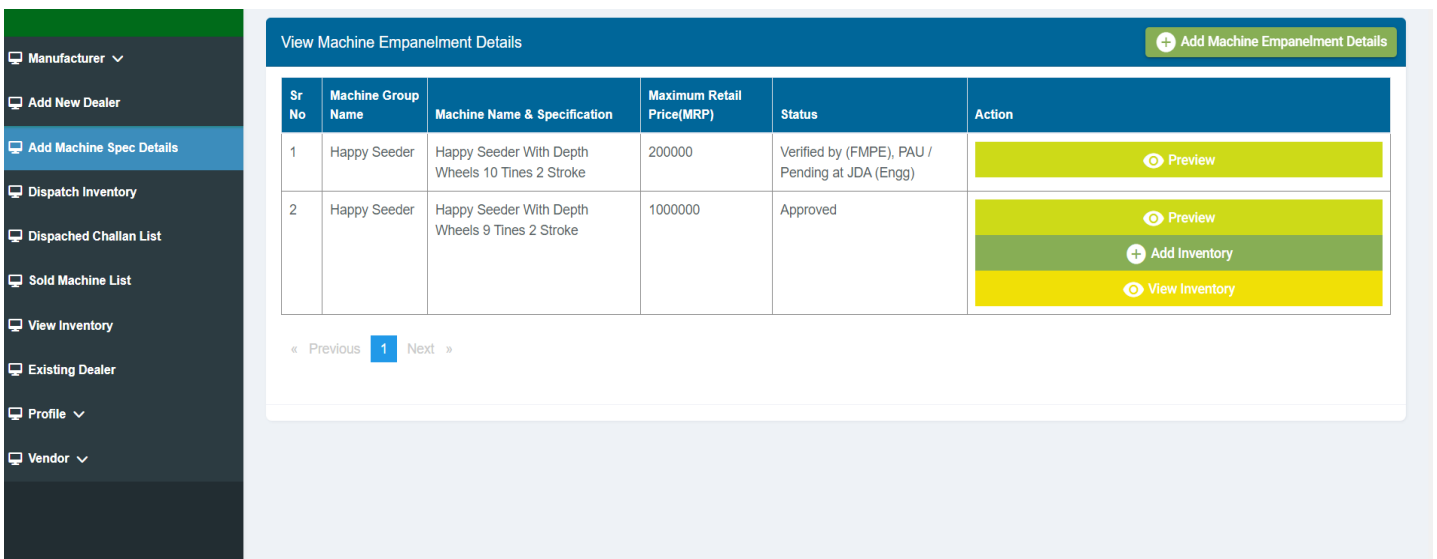 Manufacturer
Add New Dealer
Add Machine Spec Details
Dispatch Inventory
Dispached Challan List
Sold Machine List
View Inventory
Existing Dealer
Profile
Vendor
View Machine Empanelment Details
Add Machine Empanelment Details
Sr No
Machine Group Name
Machine Name & Specification
Maximum Retail Price(MRP)
Status
Action
1
Happy Seeder
Happy Seeder With Depth
Wheels 10 Tines 2 Stroke
200000
Verified by (FMPE), PAU /
Pending at JDA (Engg)
Preview
2
Happy Seeder
Happy Seeder With Depth
Wheels 9 Tines 2 Stroke
1000000
Approved
Preview
Add Inventory
View Inventory
« Previous 1 Next »